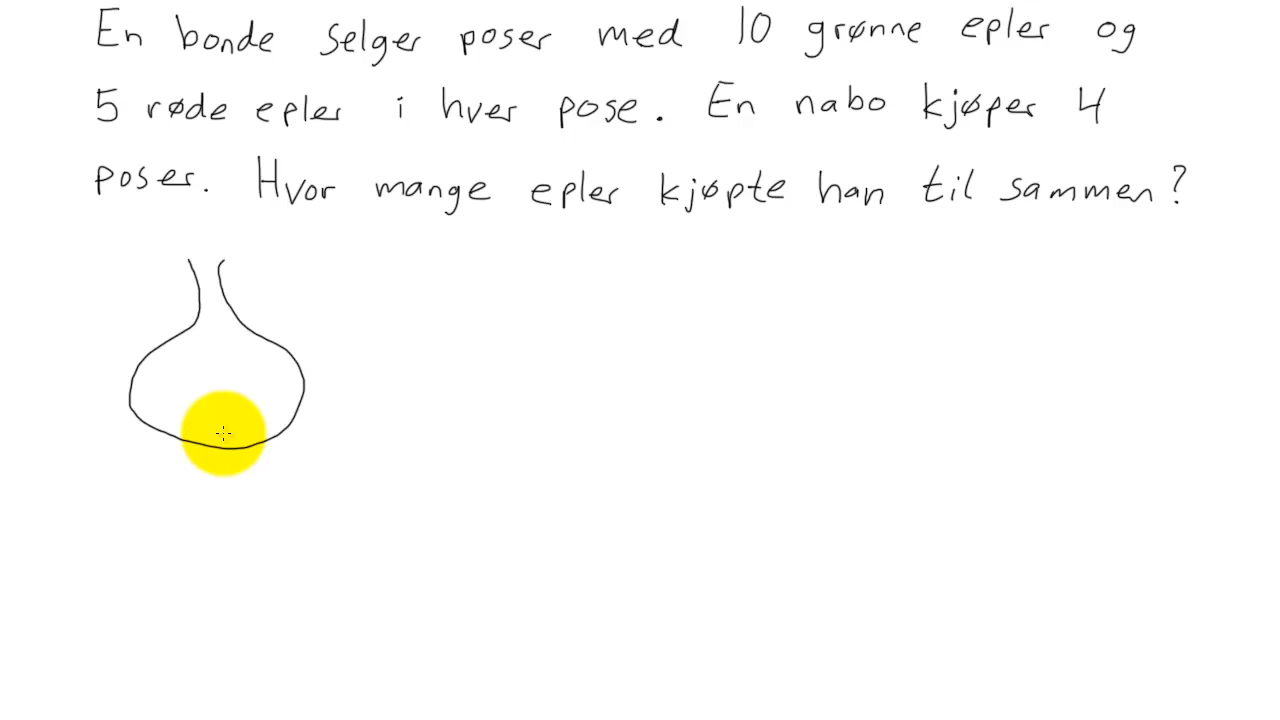 En bonde selger poser med 10 grønne epler og
5 røde epler i hver pose. En nabo kjøper 4
poser. Hvor mange epler kjøpte han til sammen?